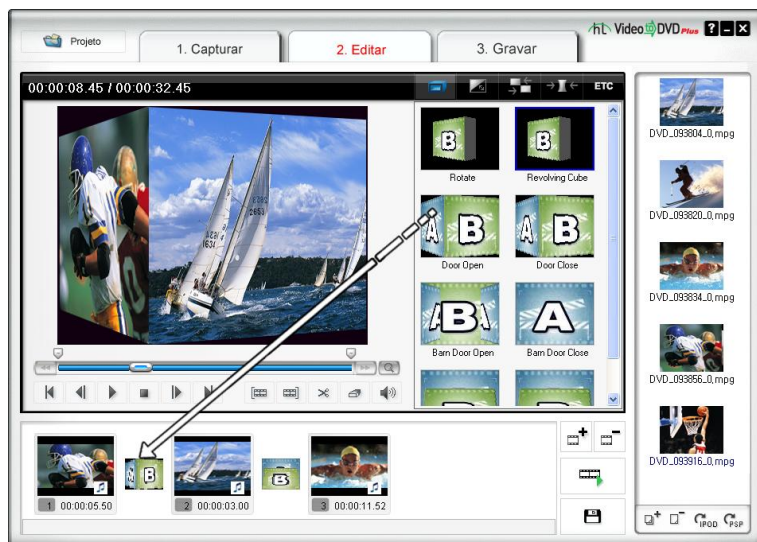 Projeto
1. Capturar
2. Editar
3. Gravar
Video DVD Plus
? - X
00:00:08.45 / 00:00:32.45
ETC
B
B
Rotate
Revolving Cube
A B
A B
Door Open
Door Close
A B A
A
Barn Door Open
Barn Door Close
DVD_093804_0,mpg
DVD_093820_0,mpg
DVD_093834_0,mpg
DVD_093856_0,mpg
DVD_093916_0,mpg
1 00:00:05.50
B
2 00:00:03.00
B
3 00:00:11.52
IPOD
PSP